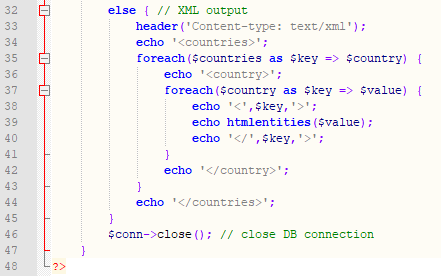 32 else { // XML output
33 header('Content-type: text/xml');
34 echo '<countries>';
35 foreach($countries as $key => $country) {
36 echo '<country>';
37 foreach($country as $key => $value) {
38 echo '<',$key,'>';
39 echo htmlentities($value);
40 echo '</',$key,'>';
41 }
42 echo '</country>';
43 }
44 echo '</countries>';
45 }
46 $conn->close(); // close DB connection
47 }
48 ?>